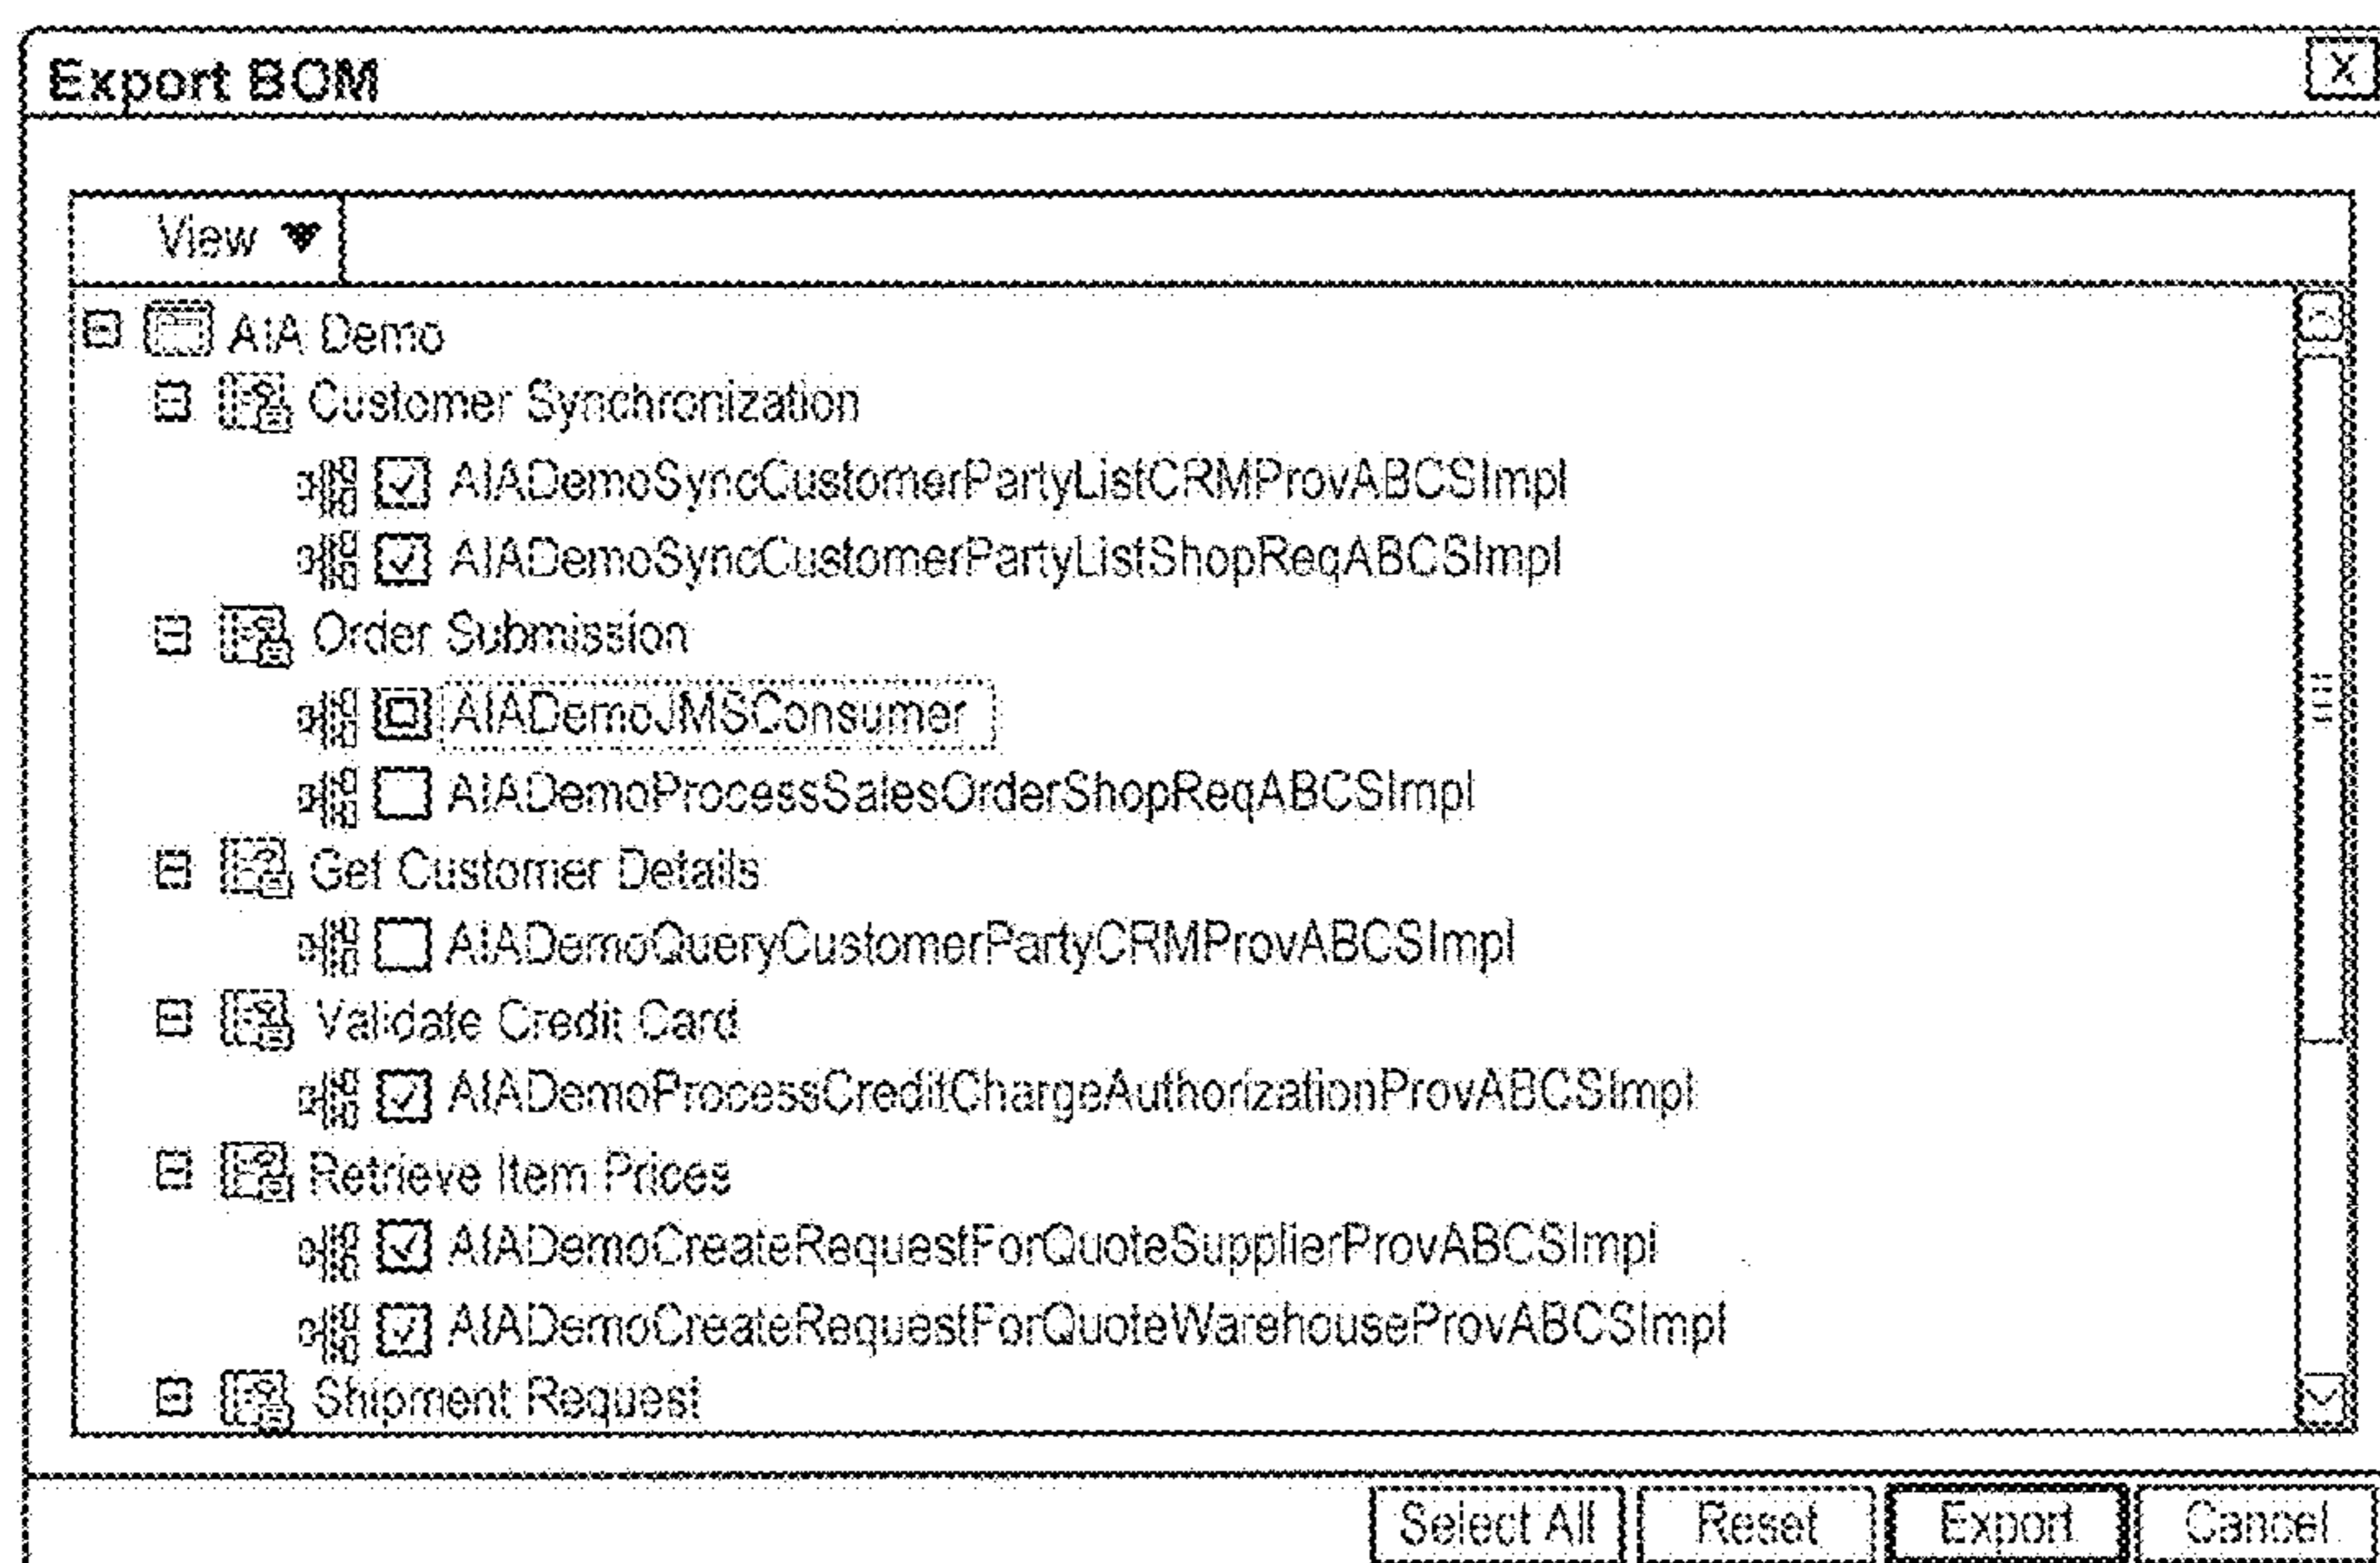 Export BOM X
View
AIA Demo
Customer Synchronization
AIADemoSyncCustomerPartyListCRMProvABCSImpl
AIADemoSyncCustomerPartyListShopReqABCSImpl
Order Submission
AIADemoJMSConsumer
AIADemoProcessSalesOrderShopReqABCSImpl
Get Customer Details
AIADemoQueryCustomerPartyCRMProvABCSImpl
Validate Credit Card
AIADemoProcessCreditChargeAuthorizationProvABCSImpl
Retrieve Item Prices
AIADemoCreateRequestForQuoteSupplierProvABCSImpl
AIADemoCreateRequestForQuoteWarehouseProvABCSImpl
Shipment Request
Select All Reset Export Cancel